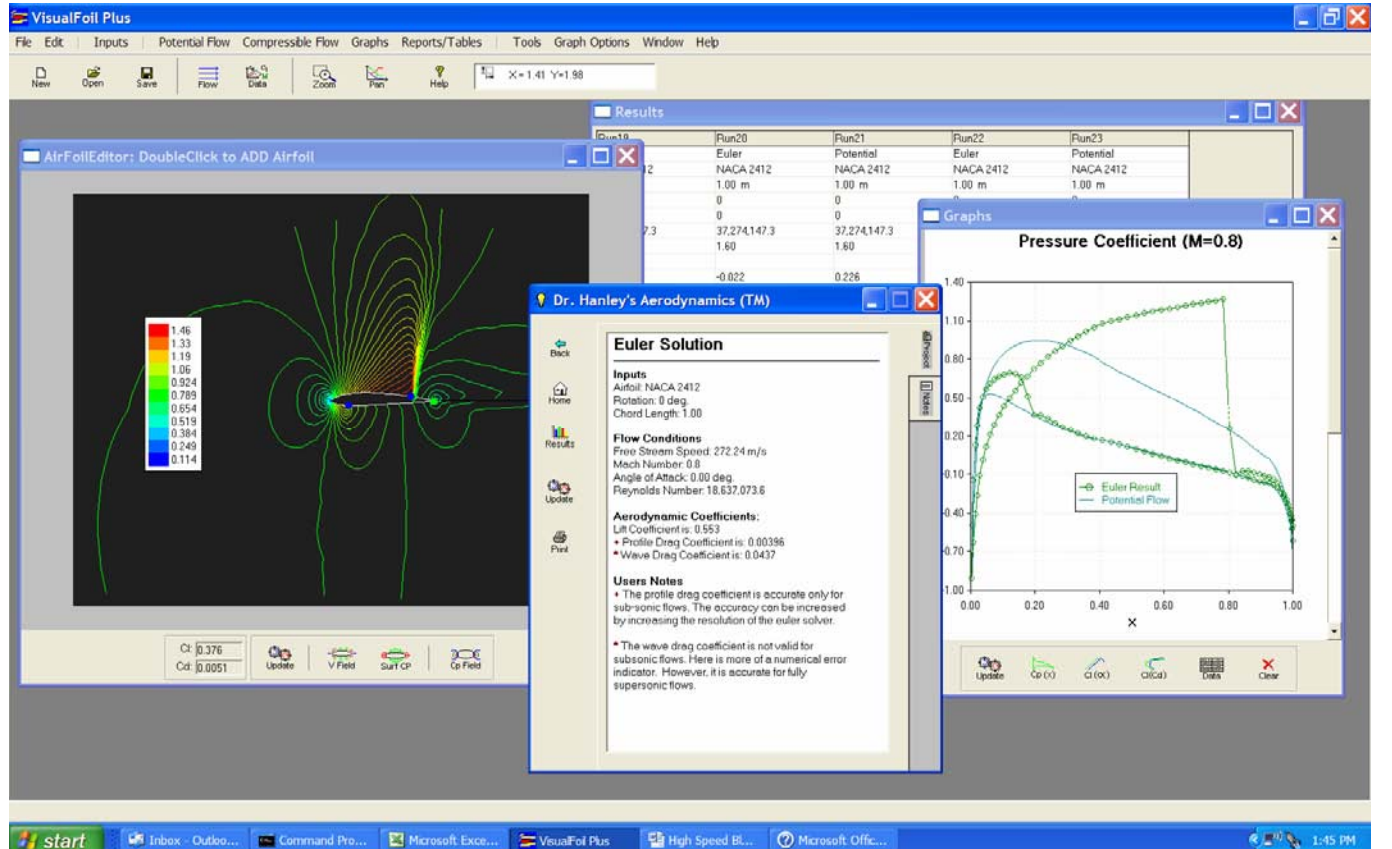 VisualFoil Plus
File Edit Inputs Potential Flow Compressible Flow Graphs Reports/Tables Tools Graph Options Window Help
New Open Save Flow Data Zoom Pan Help X= 1.41 Y=1.98
Results
Run19 Run20 Run21 Run22 Run23
Euler Potential Euler Potential
12 NACA 2412 NACA 2412 NACA 2412 NACA 2412
1.00 m 1.00 m 1.00 m 1.00 m
0 0
0 0
7.3 37,274,147.3 37,274,147.3
1.60 1.60
-0.022 0.226
AirFoilEditor: DoubleClick to ADD Airfoil
1.46
1.33
1.19
1.06
0.924
0.789
0.654
0.519
0.384
0.249
0.114
Cl: 0.376
Cd: 0.0051
Update V Field Surf CP Cp Field
Dr. Hanley's Aerodynamics (TM)
Back
Home
Results
Update
Print
Project
Notes
Euler Solution
Inputs
Airfoil: NACA 2412
Rotation: 0 deg.
Chord Length: 1.00
Flow Conditions
Free Stream Speed: 272.24 m/s
Mach Number: 0.8
Angle of Attack: 0.00 deg.
Reynolds Number: 18,637,073.6
Aerodynamic Coefficients:
Lift Coefficient is: 0.553
+ Profile Drag Coefficient is: 0.00396
* Wave Drag Coefficient is: 0.0437
Users Notes
+ The profile drag coefficient is accurate only for
sub-sonic flows. The accuracy can be increased
by increasing the resolution of the euler solver.
* The wave drag coefficient is not valid for
subsonic flows. Here is more of a numerical error
indicator. However, it is accurate for fully
supersonic flows.
Graphs
Pressure Coefficient (M=0.8)
1.40
1.10
0.80
0.50
0.20
-0.10
-0.40
-0.70
-1.00
0.00 0.20 0.40 0.60 0.80 1.00
X
Euler Result
Potential Flow
Update Cp (x) Cl (α) Cl(Cd) Data Clear
start Inbox - Outloo... Command Pro... Microsoft Exce... VisualFoil Plus High Speed Bl... Microsoft Offic... 1:45 PM